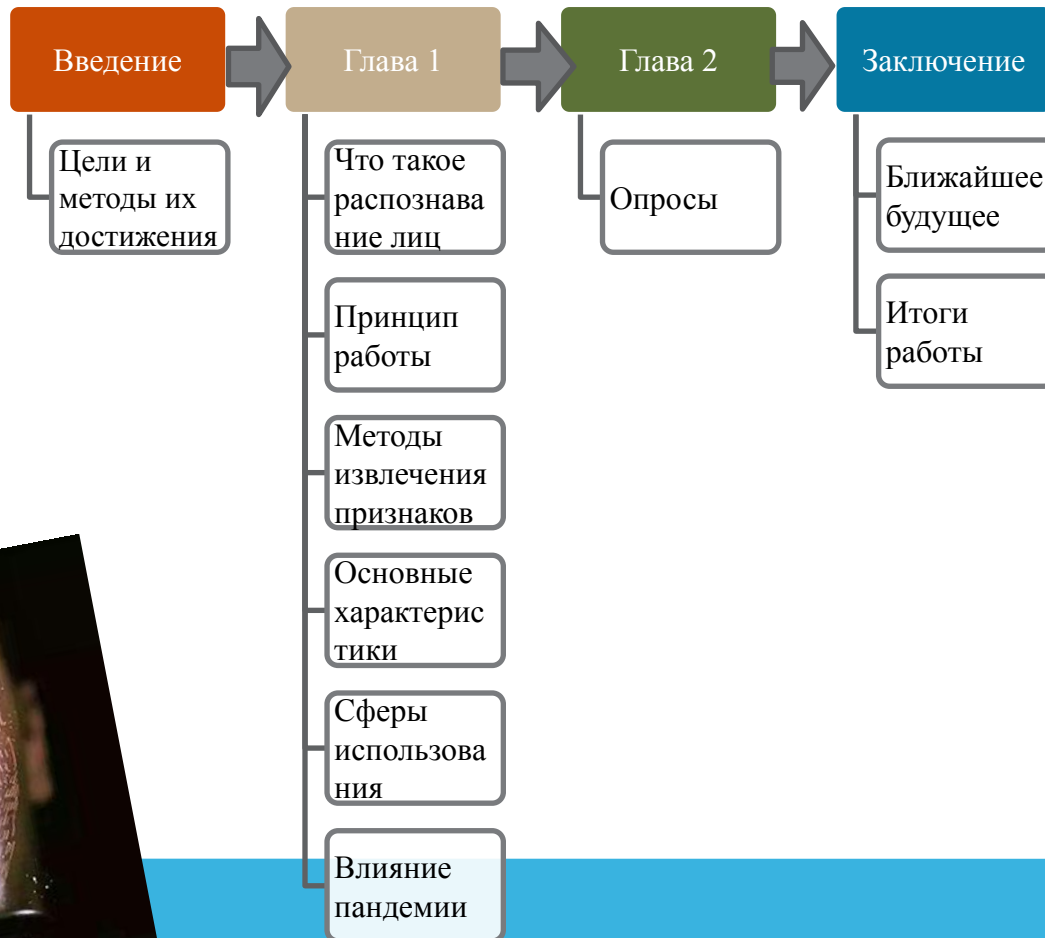 Введение
Глава 1
Глава 2
Заключение
Цели и
методы их
достижения
Что такое
распознава
ние лиц
Принцип
работы
Методы
извлечения
признаков
Основные
характерис
тики
Сферы
использова
ния
Влияние
пандемии
Опросы
Ближайшее
будущее
Итоги
работы